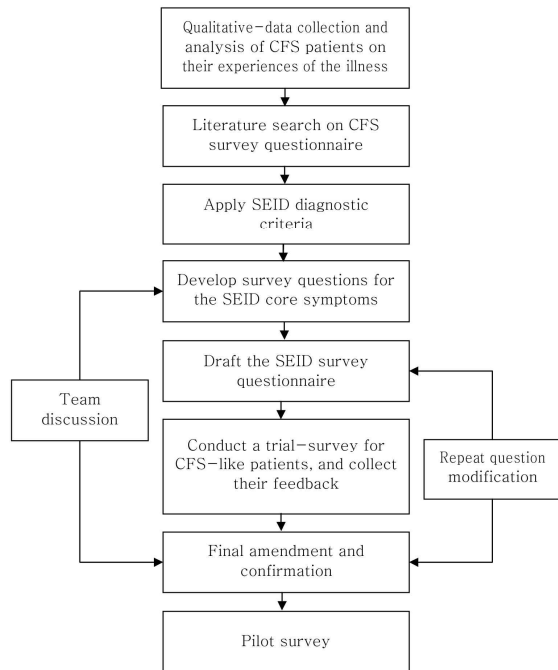 Qualitative-data collection and
analysis of CFS patients on
their experiences of the illness
Literature search on CFS
survey questionnaire
Apply SEID diagnostic
criteria
Develop survey questions for
the SEID core symptoms
Draft the SEID survey
questionnaire
Team
discussion
Conduct a trial-survey for
CFS-like patients, and collect
their feedback
Repeat question
modification
Final amendment and
confirmation
Pilot survey